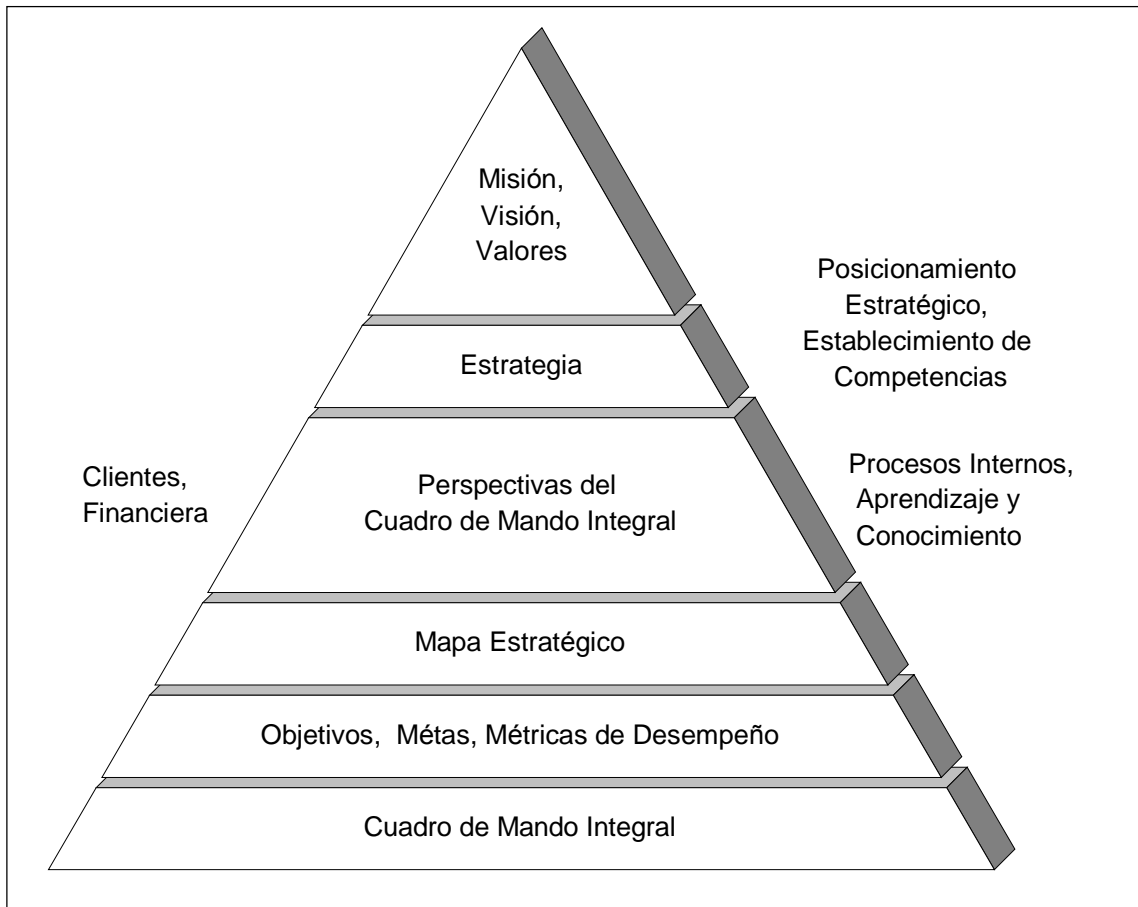 Misión,
Visión,
Valores
Posicionamiento
Estratégico,
Establecimiento de
Competencias
Estrategia
Clientes,
Financiera
Perspectivas del
Cuadro de Mando Integral
Procesos Internos,
Aprendizaje y
Conocimiento
Mapa Estratégico
Objetivos, Métas, Métricas de Desempeño
Cuadro de Mando Integral